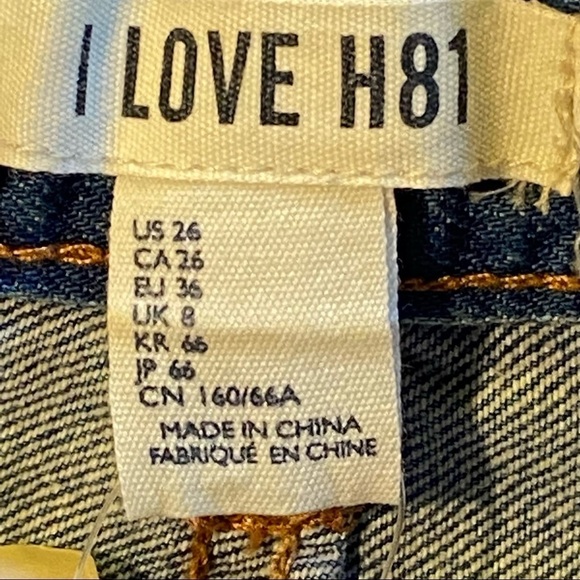 I LOVE H81
US 26
CA 26
EU 36
UK 8
KR 66
JP 66
CN 160/66A
MADE IN CHINA
FABRIQUÉ EN CHINE